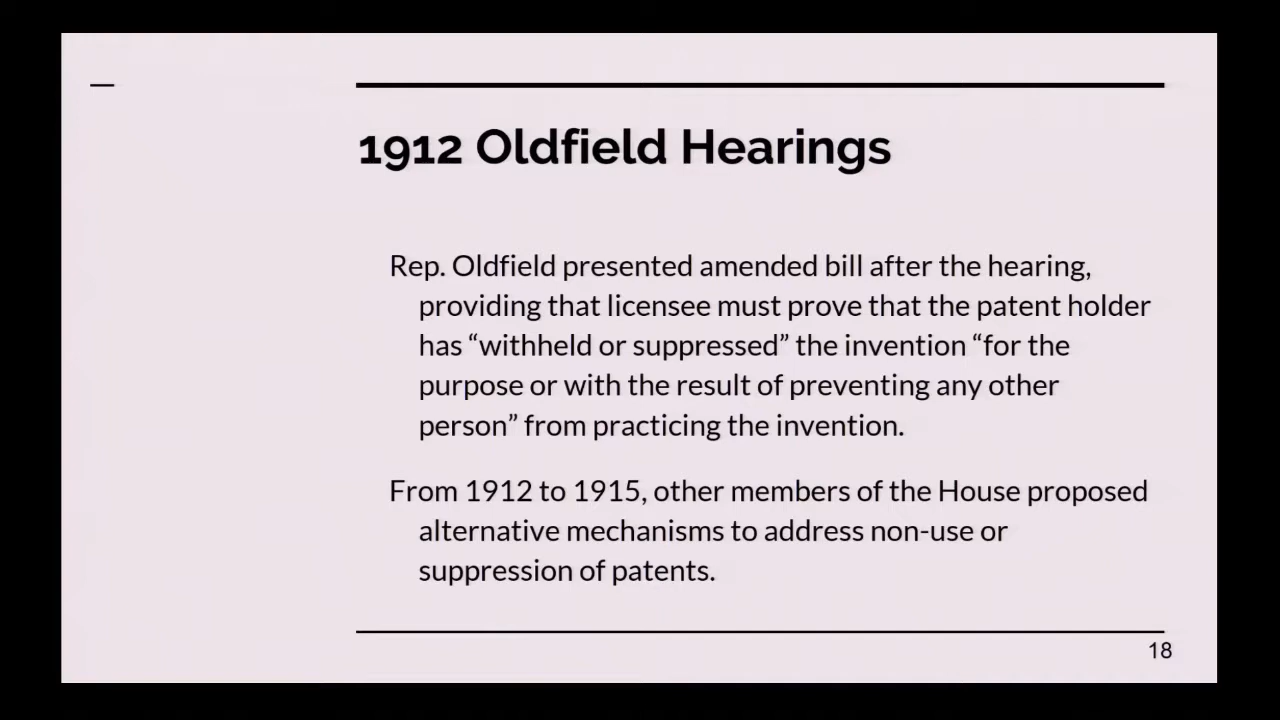 1912 Oldfield Hearings
Rep. Oldfield presented amended bill after the hearing,
providing that licensee must prove that the patent holder
has “withheld or suppressed” the invention “for the
purpose or with the result of preventing any other
person” from practicing the invention.
From 1912 to 1915, other members of the House proposed
alternative mechanisms to address non-use or
suppression of patents.
18